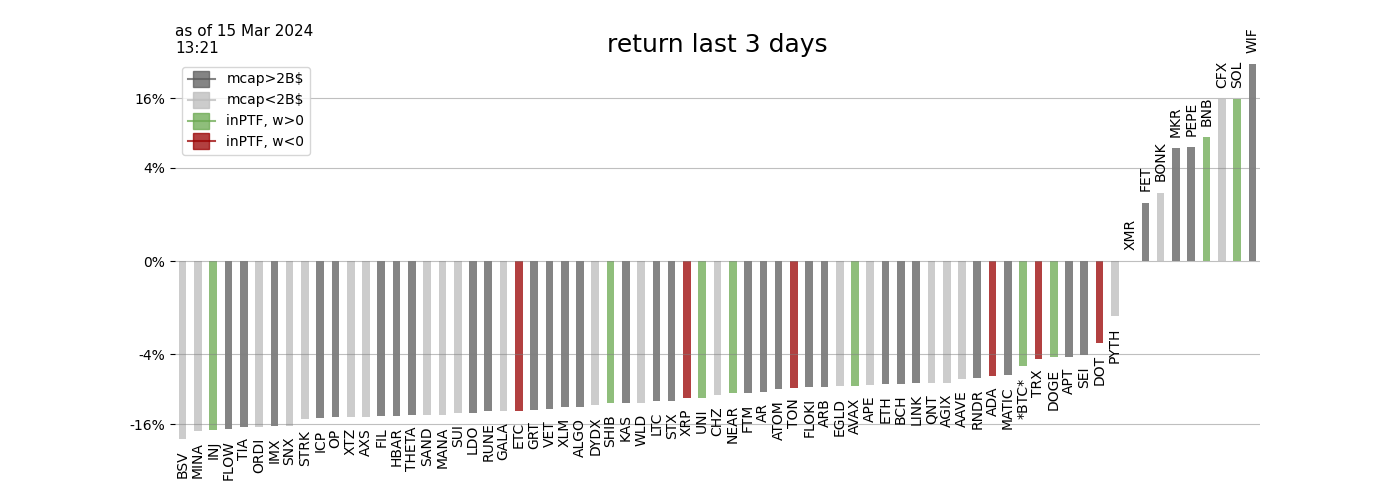 as of 15 Mar 2024
13:21
return last 3 days
mcap>2B$
mcap<2B$
inPTF, w>0
inPTF, w<0
16%
4%
0%
-4%
-16%
BSV
MINA
INJ
FLOW
TIA
ORDI
IMX
SNX
STRK
ICP
OP
XTZ
AXS
FIL
HBAR
THETA
SAND
MANA
SUI
LDO
RUNE
GALA
ETC
GRT
VET
XLM
ALGO
DYDX
SHIB
KAS
WLD
LTC
STX
XRP
UNI
CHZ
NEAR
FTM
AR
ATOM
TON
FLOKI
ARB
EGLD
AVAX
APE
ETH
BCH
LINK
QNT
AGIX
AAVE
RNDR
ADA
MATIC
*BTC*
TRX
DOGE
APT
SEI
DOT
PYTH
XMR
FET
BONK
MKR
PEPE
BNB
CFX
SOL
WIF